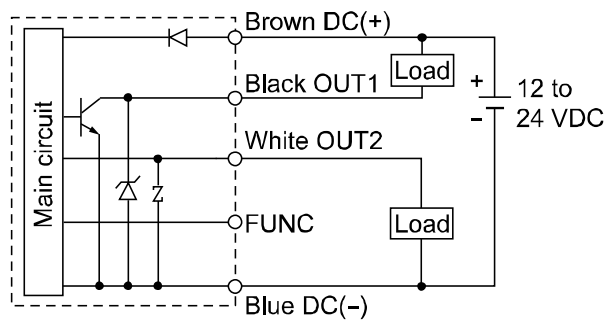 Brown DC(+)
Load
Black OUT1
+
12 to
24 VDC
−
Main circuit
White OUT2
FUNC
Load
Blue DC(−)